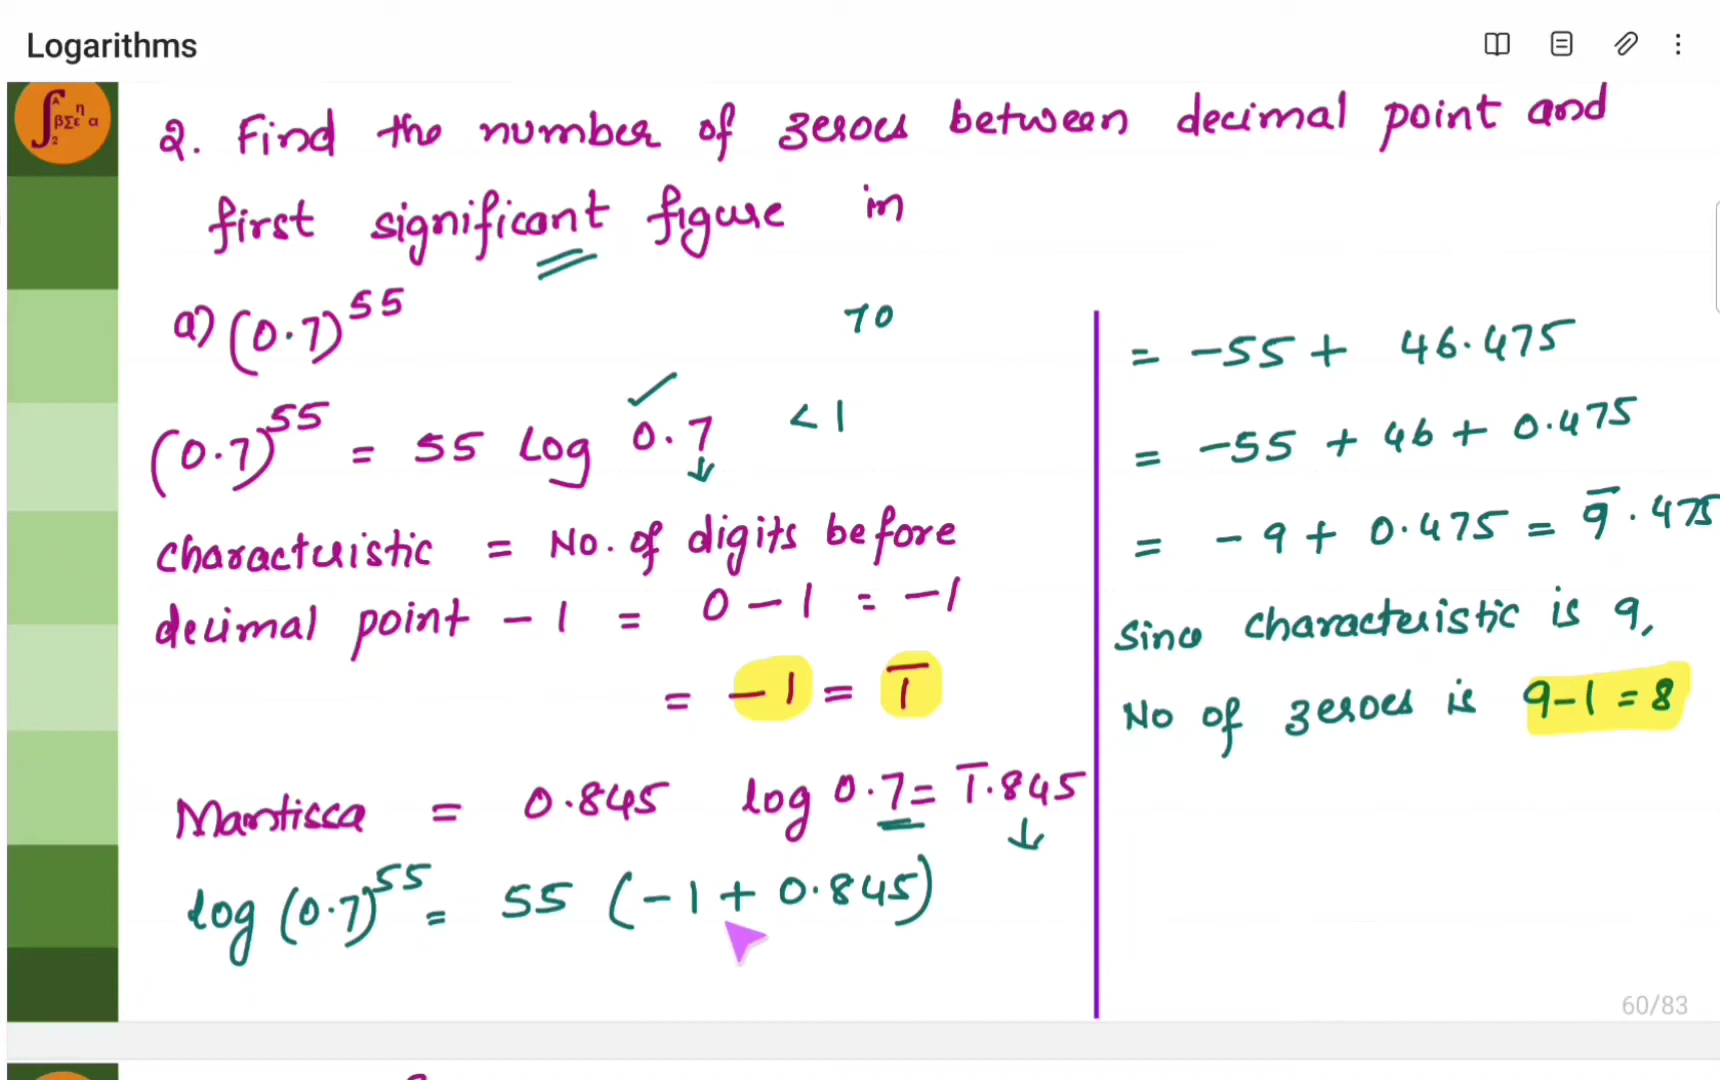 Logarithms
2. Find the number of zeroes between decimal point and
first significant figure in
a) (0.7)^55
70
(0.7)^55 = 55 log 0.7 < 1
characteristic = No. of digits before
decimal point - 1 = 0 - 1 = -1
= -1 = 1̅
Mantissa = 0.845 log 0.7 = 1̅.845
log (0.7)^55 = 55 (-1 + 0.845)
= -55 + 46.475
= -55 + 46 + 0.475
= -9 + 0.475 = 9̅.475
Since characteristic is 9,
No of zeroes is 9-1 = 8
60/83